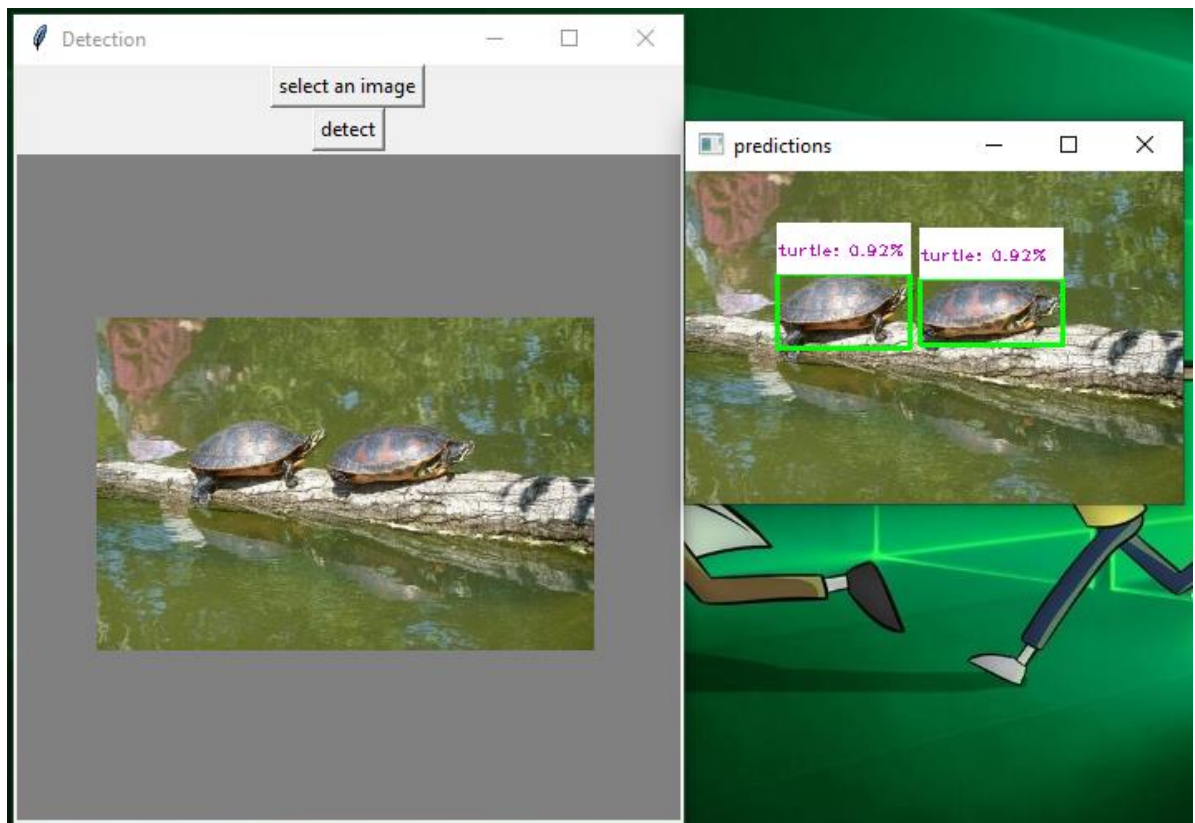 Detection
select an image
detect
predictions
turtle: 0.92%
turtle: 0.92%